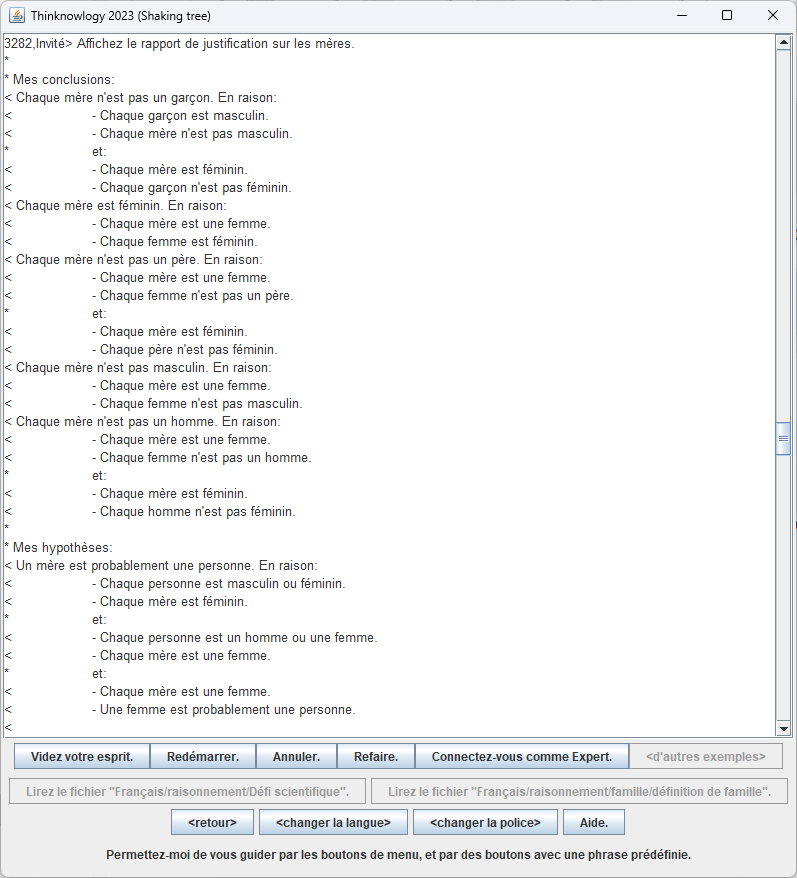 Thinknowlogy 2023 (Shaking tree)
3282,Invité> Affichez le rapport de justification sur les mères.
*
* Mes conclusions:
< Chaque mère n'est pas un garçon. En raison:
< - Chaque garçon est masculin.
< - Chaque mère n'est pas masculin.
* et:
< - Chaque mère est féminin.
< - Chaque garçon n'est pas féminin.
< Chaque mère est féminin. En raison:
< - Chaque mère est une femme.
< - Chaque femme est féminin.
< Chaque mère n'est pas un père. En raison:
< - Chaque mère est une femme.
< - Chaque femme n'est pas un père.
* et:
< - Chaque mère est féminin.
< - Chaque père n'est pas féminin.
< Chaque mère n'est pas masculin. En raison:
< - Chaque mère est une femme.
< - Chaque femme n'est pas masculin.
< Chaque mère n'est pas un homme. En raison:
< - Chaque mère est une femme.
< - Chaque femme n'est pas un homme.
* et:
< - Chaque mère est féminin.
< - Chaque homme n'est pas féminin.
*
* Mes hypothèses:
< Un mère est probablement une personne. En raison:
< - Chaque personne est masculin ou féminin.
< - Chaque mère est féminin.
* et:
< - Chaque personne est un homme ou une femme.
< - Chaque mère est une femme.
* et:
< - Chaque mère est une femme.
< - Une femme est probablement une personne.
<
Videz votre esprit. Redémarrer. Annuler. Refaire. Connectez-vous comme Expert. <d'autres exemples>
Lirez le fichier "Français/raisonnement/Défi scientifique". Lirez le fichier "Français/raisonnement/famille/définition de famille".
<retour> <changer la langue> <changer la police> Aide.
Permettez-moi de vous guider par les boutons de menu, et par des boutons avec une phrase prédéfinie.